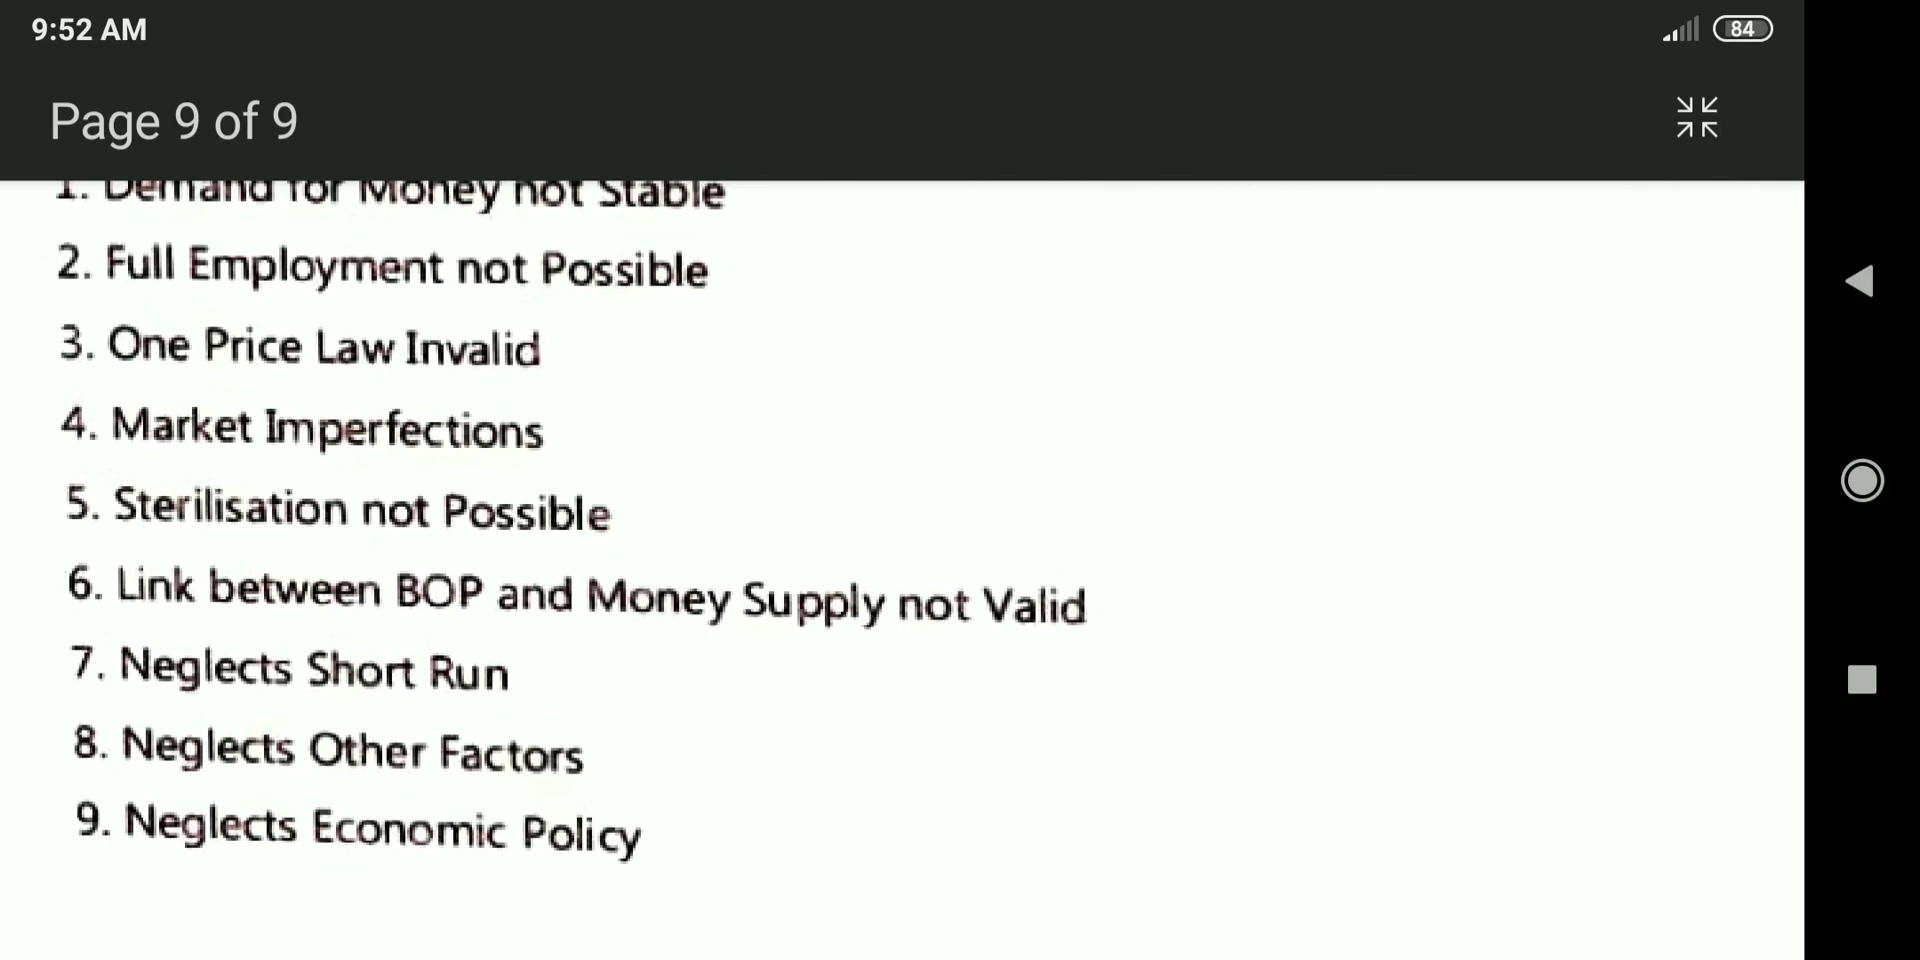 9:52 AM
84
Page 9 of 9
1. Demand for Money not Stable
2. Full Employment not Possible
3. One Price Law Invalid
4. Market Imperfections
5. Sterilisation not Possible
6. Link between BOP and Money Supply not Valid
7. Neglects Short Run
8. Neglects Other Factors
9. Neglects Economic Policy